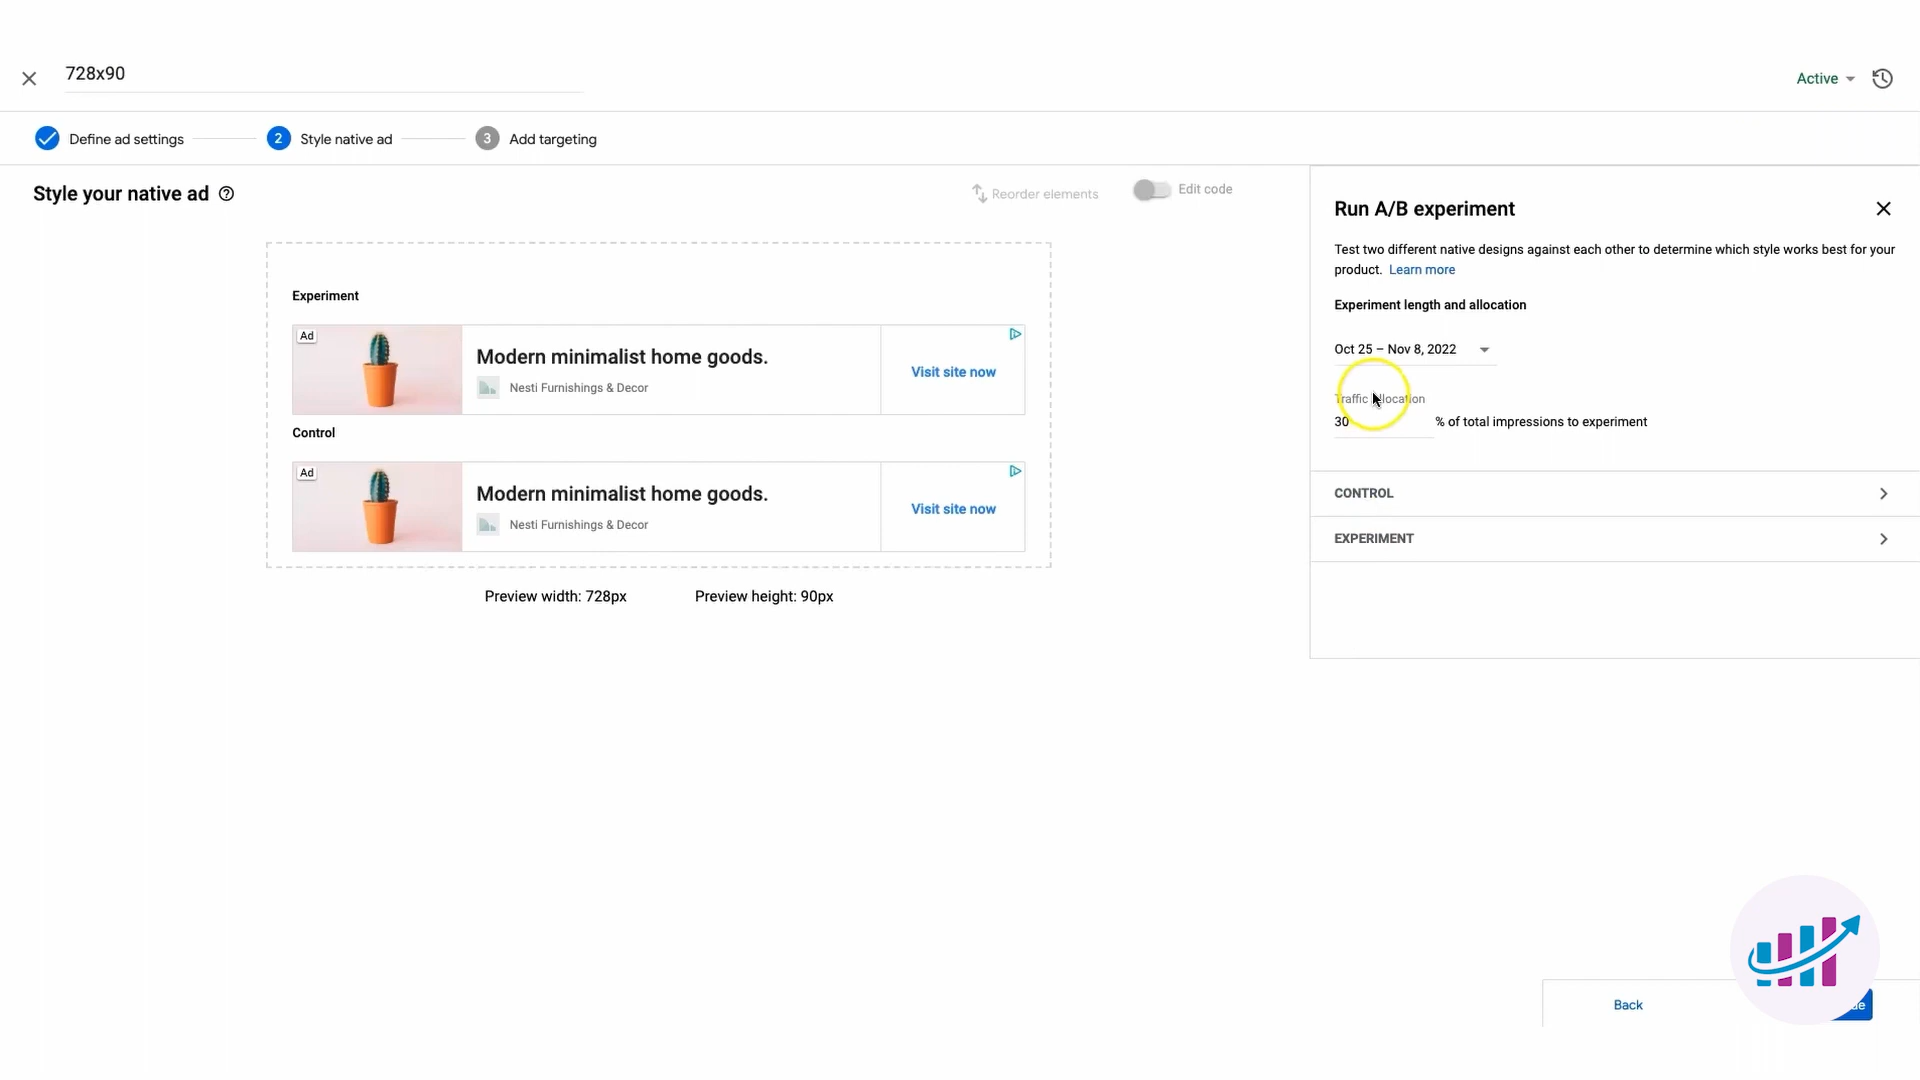 728x90
Active
Define ad settings
2 Style native ad
3 Add targeting
Style your native ad
Reorder elements
Edit code
Experiment
Ad
Modern minimalist home goods.
Nesti Furnishings & Decor
Visit site now
Control
Ad
Modern minimalist home goods.
Nesti Furnishings & Decor
Visit site now
Preview width: 728px
Preview height: 90px
Run A/B experiment
Test two different native designs against each other to determine which style works best for your
product. Learn more
Experiment length and allocation
Oct 25 – Nov 8, 2022
Traffic allocation
30 % of total impressions to experiment
CONTROL
EXPERIMENT
Back